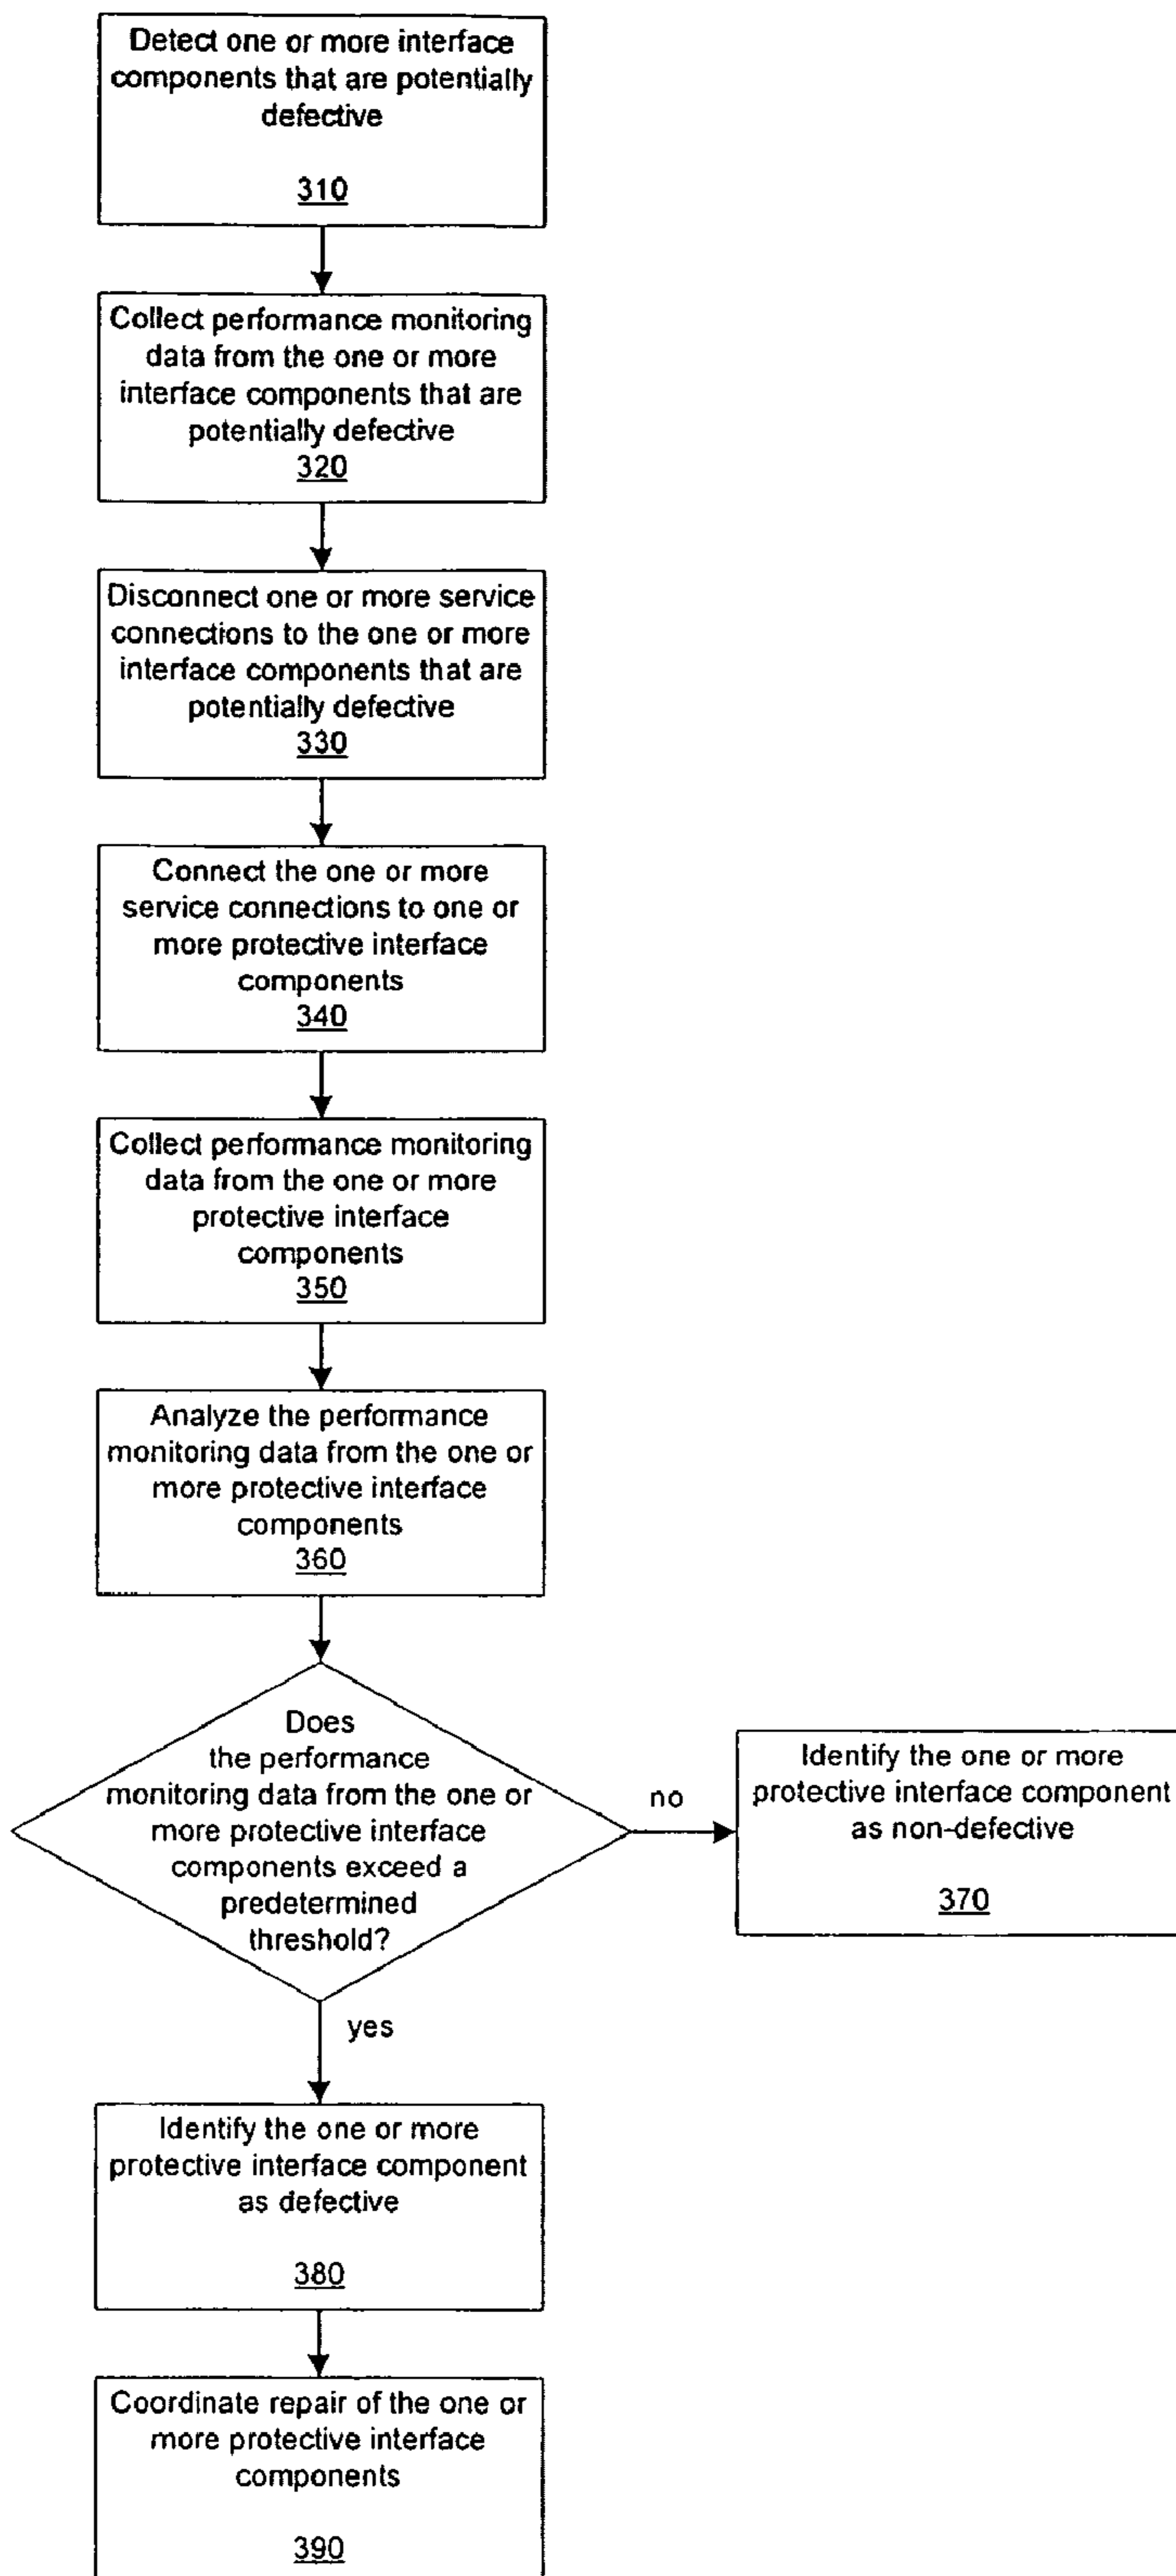 Detect one or more interface
components that are potentially
defective
310
Collect performance monitoring
data from the one or more
interface components that are
potentially defective
320
Disconnect one or more service
connections to the one or more
interface components that are
potentially defective
330
Connect the one or more
service connections to one or
more protective interface
components
340
Collect performance monitoring
data from the one or more
protective interface
components
350
Analyze the performance
monitoring data from the one or
more protective interface
components
360
Does
the performance
monitoring data from the one or
more protective interface
components exceed a
predetermined
threshold?
no
Identify the one or more
protective interface component
as non-defective
370
yes
Identify the one or more
protective interface component
as defective
380
Coordinate repair of the one or
more protective interface
components
390